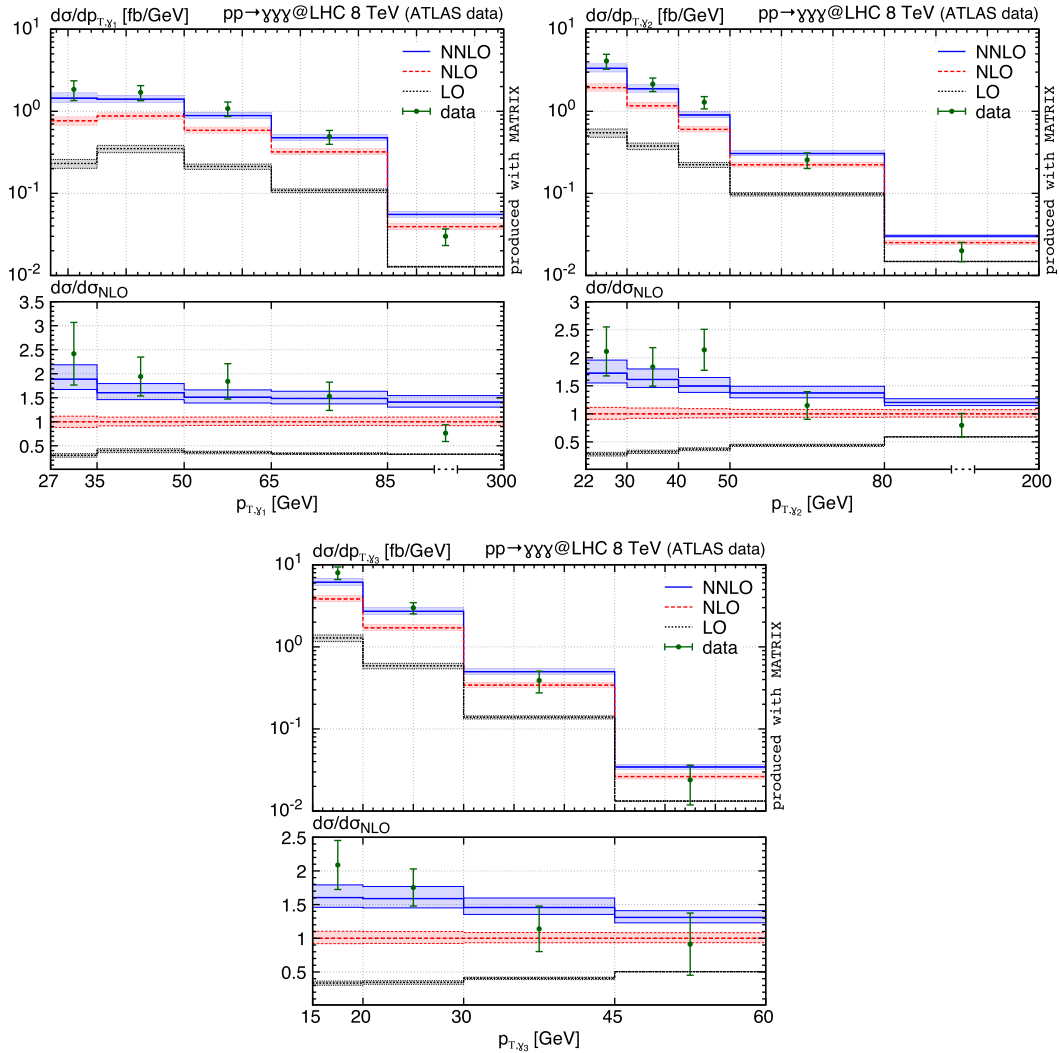 dσ/dp_T,γ1 [fb/GeV] pp→γγγ@LHC 8 TeV (ATLAS data)
10^1
10^0
10^-1
10^-2
NNLO
NLO
LO
data
produced with MATRIX
dσ/dσ_NLO
3.5
3
2.5
2
1.5
1
0.5
27 35 50 65 85 300
p_T,γ1 [GeV]
dσ/dp_T,γ2 [fb/GeV] pp→γγγ@LHC 8 TeV (ATLAS data)
10^1
10^0
10^-1
10^-2
NNLO
NLO
LO
data
produced with MATRIX
dσ/dσ_NLO
3
2.5
2
1.5
1
0.5
22 30 40 50 80 200
p_T,γ2 [GeV]
dσ/dp_T,γ3 [fb/GeV] pp→γγγ@LHC 8 TeV (ATLAS data)
10^1
10^0
10^-1
10^-2
NNLO
NLO
LO
data
produced with MATRIX
dσ/dσ_NLO
2.5
2
1.5
1
0.5
15 20 30 45 60
p_T,γ3 [GeV]